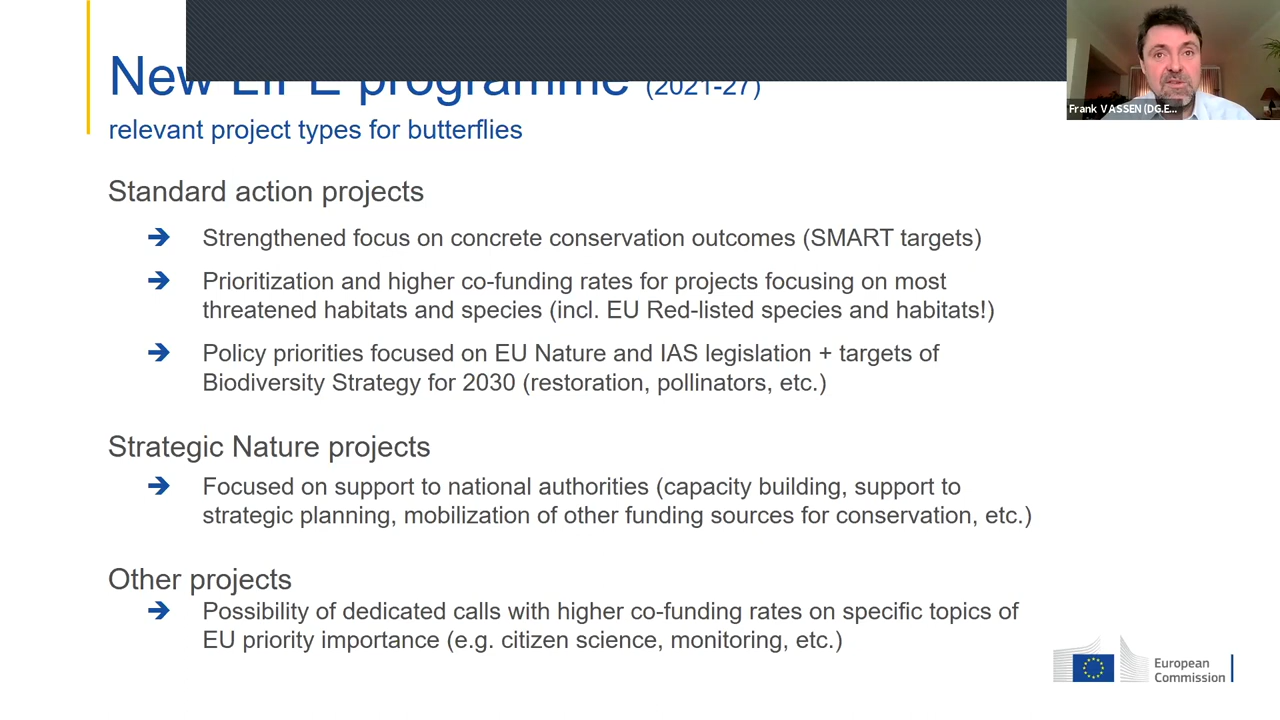 New LIFE programme (2021-27)
relevant project types for butterflies
Standard action projects
Strengthened focus on concrete conservation outcomes (SMART targets)
Prioritization and higher co-funding rates for projects focusing on most
threatened habitats and species (incl. EU Red-listed species and habitats!)
Policy priorities focused on EU Nature and IAS legislation + targets of
Biodiversity Strategy for 2030 (restoration, pollinators, etc.)
Strategic Nature projects
Focused on support to national authorities (capacity building, support to
strategic planning, mobilization of other funding sources for conservation, etc.)
Other projects
Possibility of dedicated calls with higher co-funding rates on specific topics of
EU priority importance (e.g. citizen science, monitoring, etc.)
Frank VASSEN (DG.E...
European
Commission